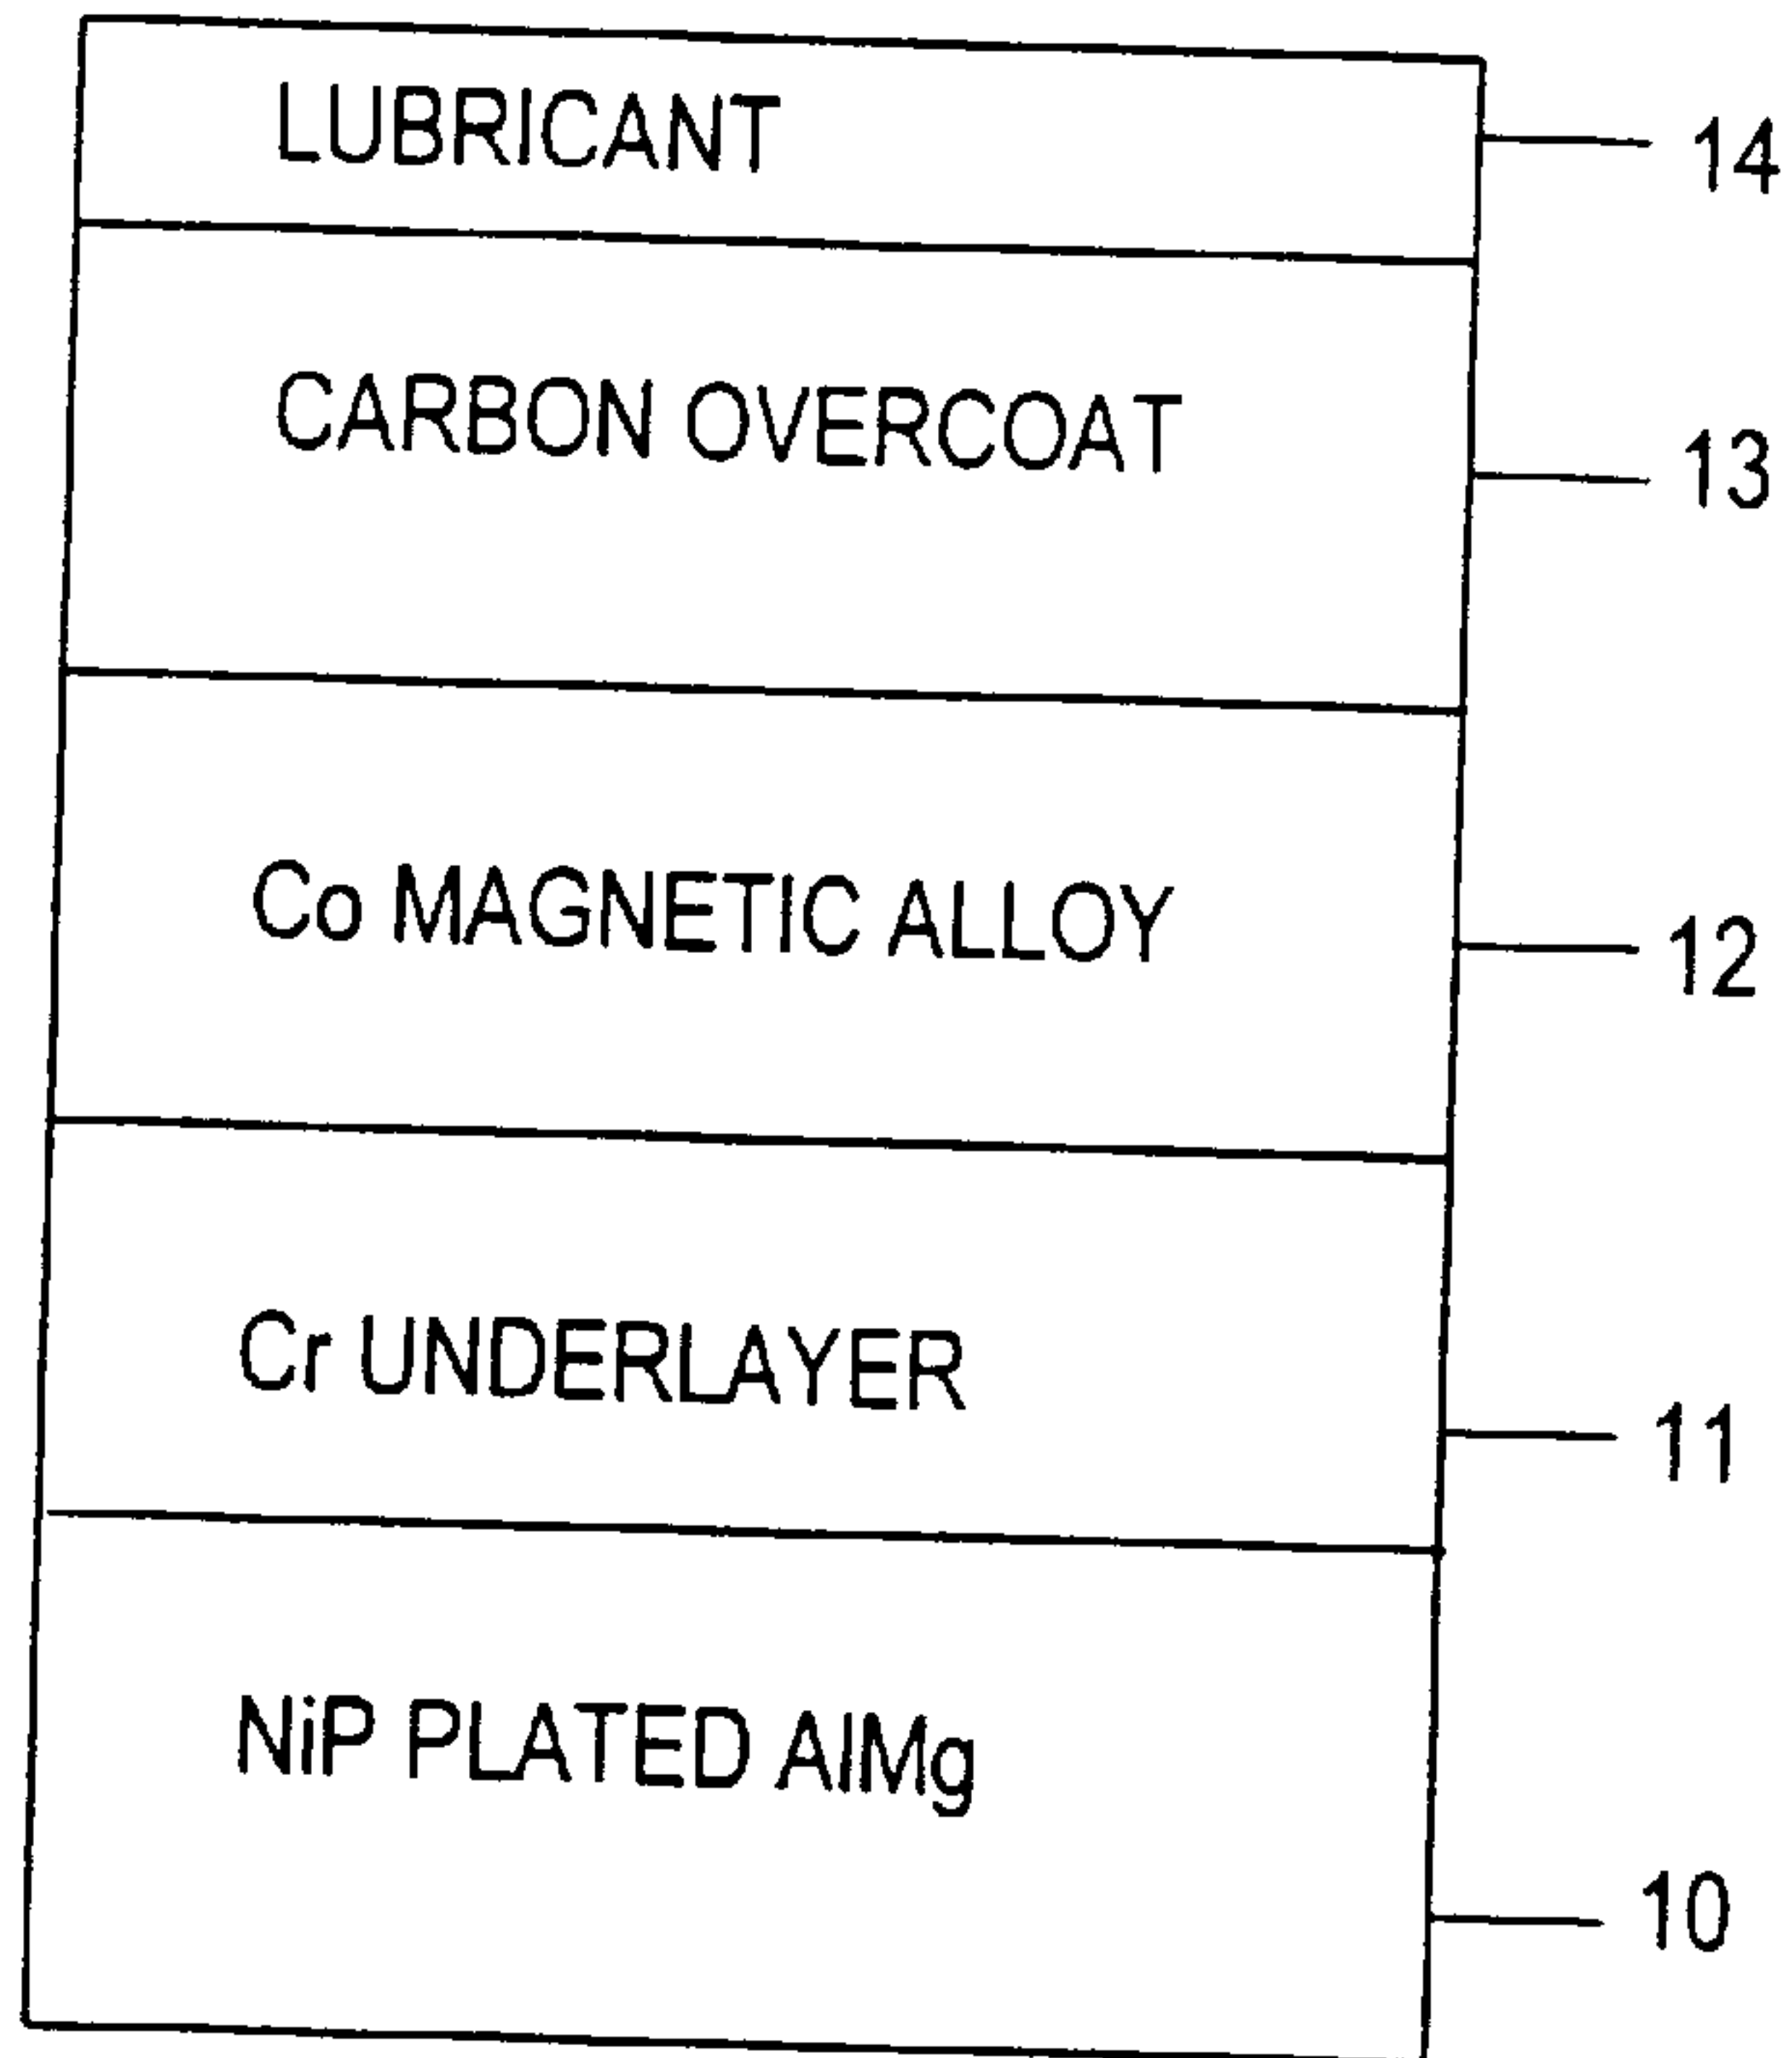 LUBRICANT
14
CARBON OVERCOAT
13
Co MAGNETIC ALLOY
12
Cr UNDERLAYER
11
NiP PLATED AlMg
10